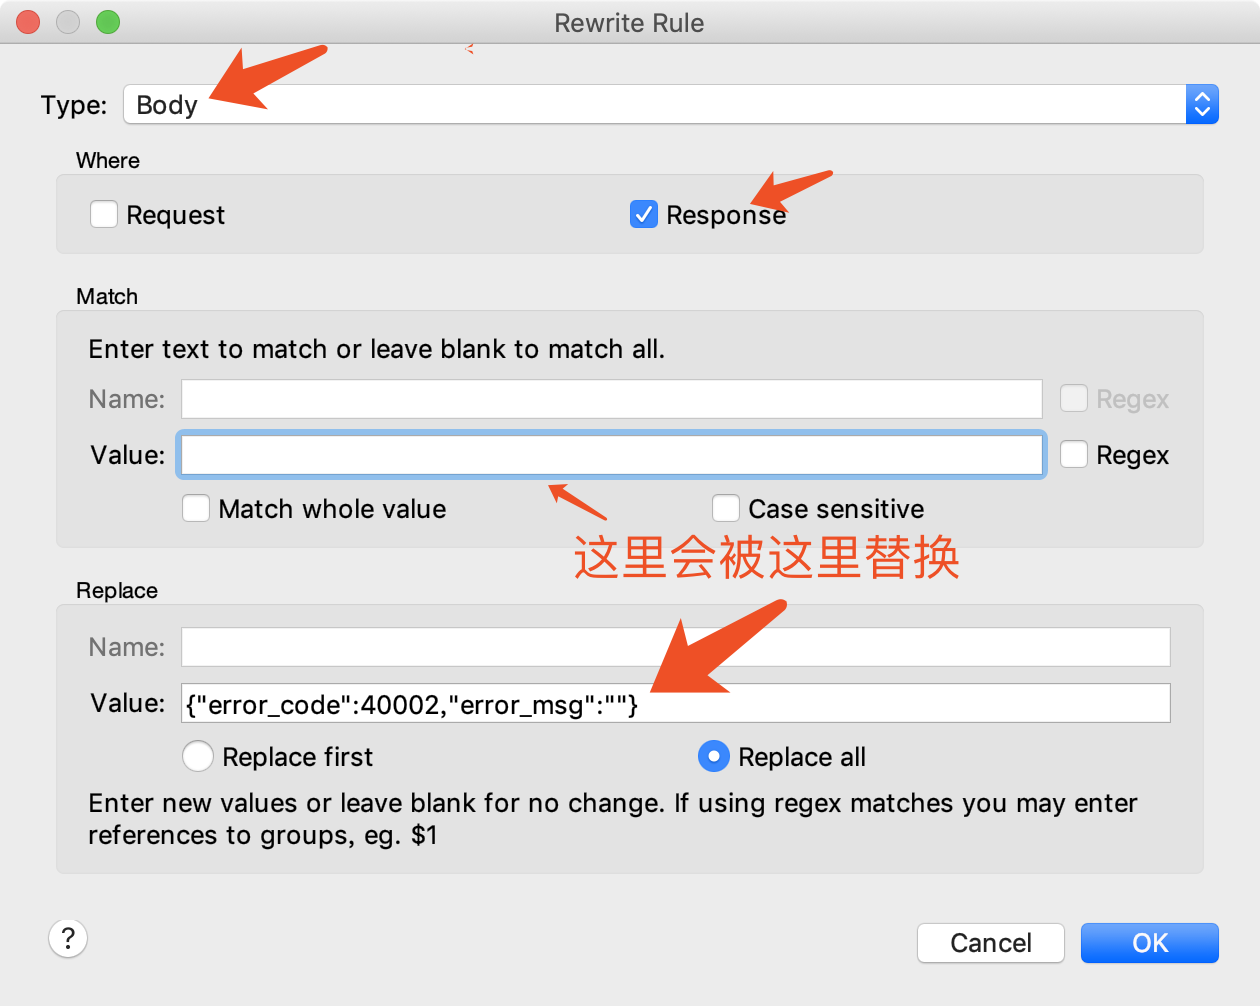 Rewrite Rule
Type: Body
Where
Request Response
Match
Enter text to match or leave blank to match all.
Name: Regex
Value: Regex
Match whole value Case sensitive
这里会被这里替换
Replace
Name:
Value: {"error_code":40002,"error_msg":""}
Replace first Replace all
Enter new values or leave blank for no change. If using regex matches you may enter
references to groups, eg. $1
? Cancel OK